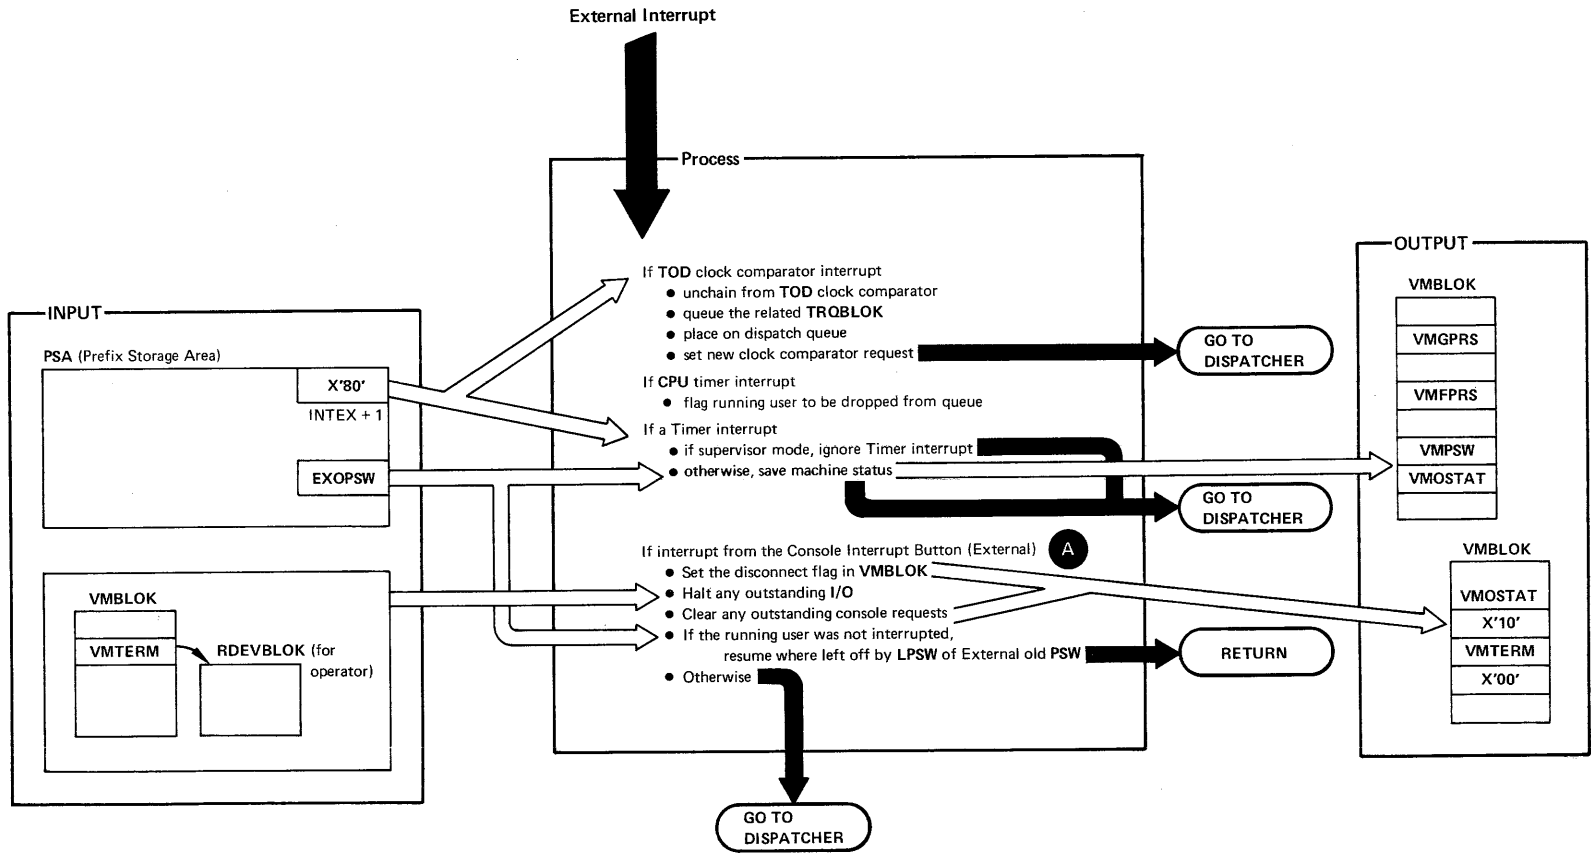 External Interrupt
Process
If TOD clock comparator interrupt
● unchain from TOD clock comparator
● queue the related TRQBLOK
● place on dispatch queue
● set new clock comparator request
GO TO
DISPATCHER
If CPU timer interrupt
● flag running user to be dropped from queue
If a Timer interrupt
● if supervisor mode, ignore Timer interrupt
● otherwise, save machine status
GO TO
DISPATCHER
If interrupt from the Console Interrupt Button (External)
A
● Set the disconnect flag in VMBLOK
● Halt any outstanding I/O
● Clear any outstanding console requests
● If the running user was not interrupted,
resume where left off by LPSW of External old PSW
RETURN
● Otherwise
GO TO
DISPATCHER
INPUT
PSA (Prefix Storage Area)
X'80'
INTEX + 1
EXOPSW
VMBLOK
VMTERM
RDEVBLOK (for
operator)
OUTPUT
VMBLOK
VMGPRS
VMFPRS
VMPSW
VMOSTAT
VMBLOK
VMOSTAT
X'10'
VMTERM
X'00'